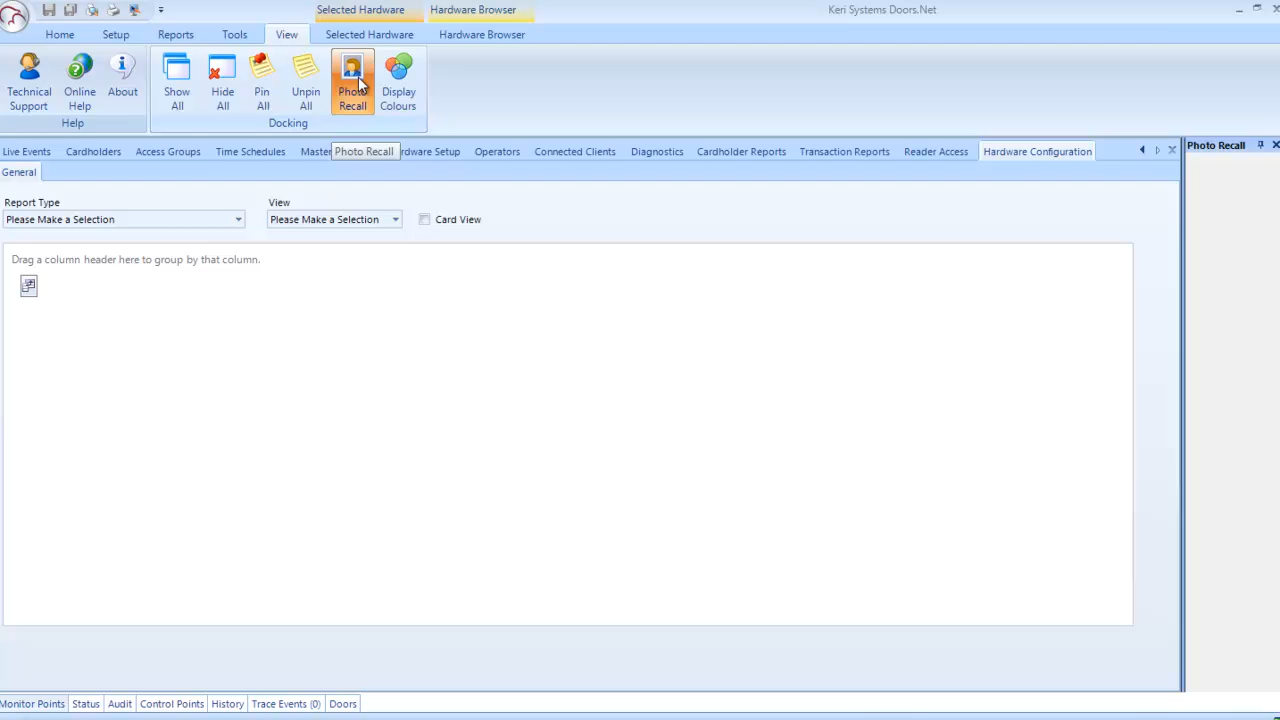 Selected Hardware Hardware Browser Keri Systems Doors.Net
Home Setup Reports Tools View Selected Hardware Hardware Browser
Technical Support Online Help About Show All Hide All Pin All Unpin All Photo Recall Display Colours
Help Docking
Live Events Cardholders Access Groups Time Schedules Master Photo Recall rdware Setup Operators Connected Clients Diagnostics Cardholder Reports Transaction Reports Reader Access Hardware Configuration Photo Recall
General
Report Type View
Please Make a Selection Please Make a Selection Card View
Drag a column header here to group by that column.
Monitor Points Status Audit Control Points History Trace Events (0) Doors